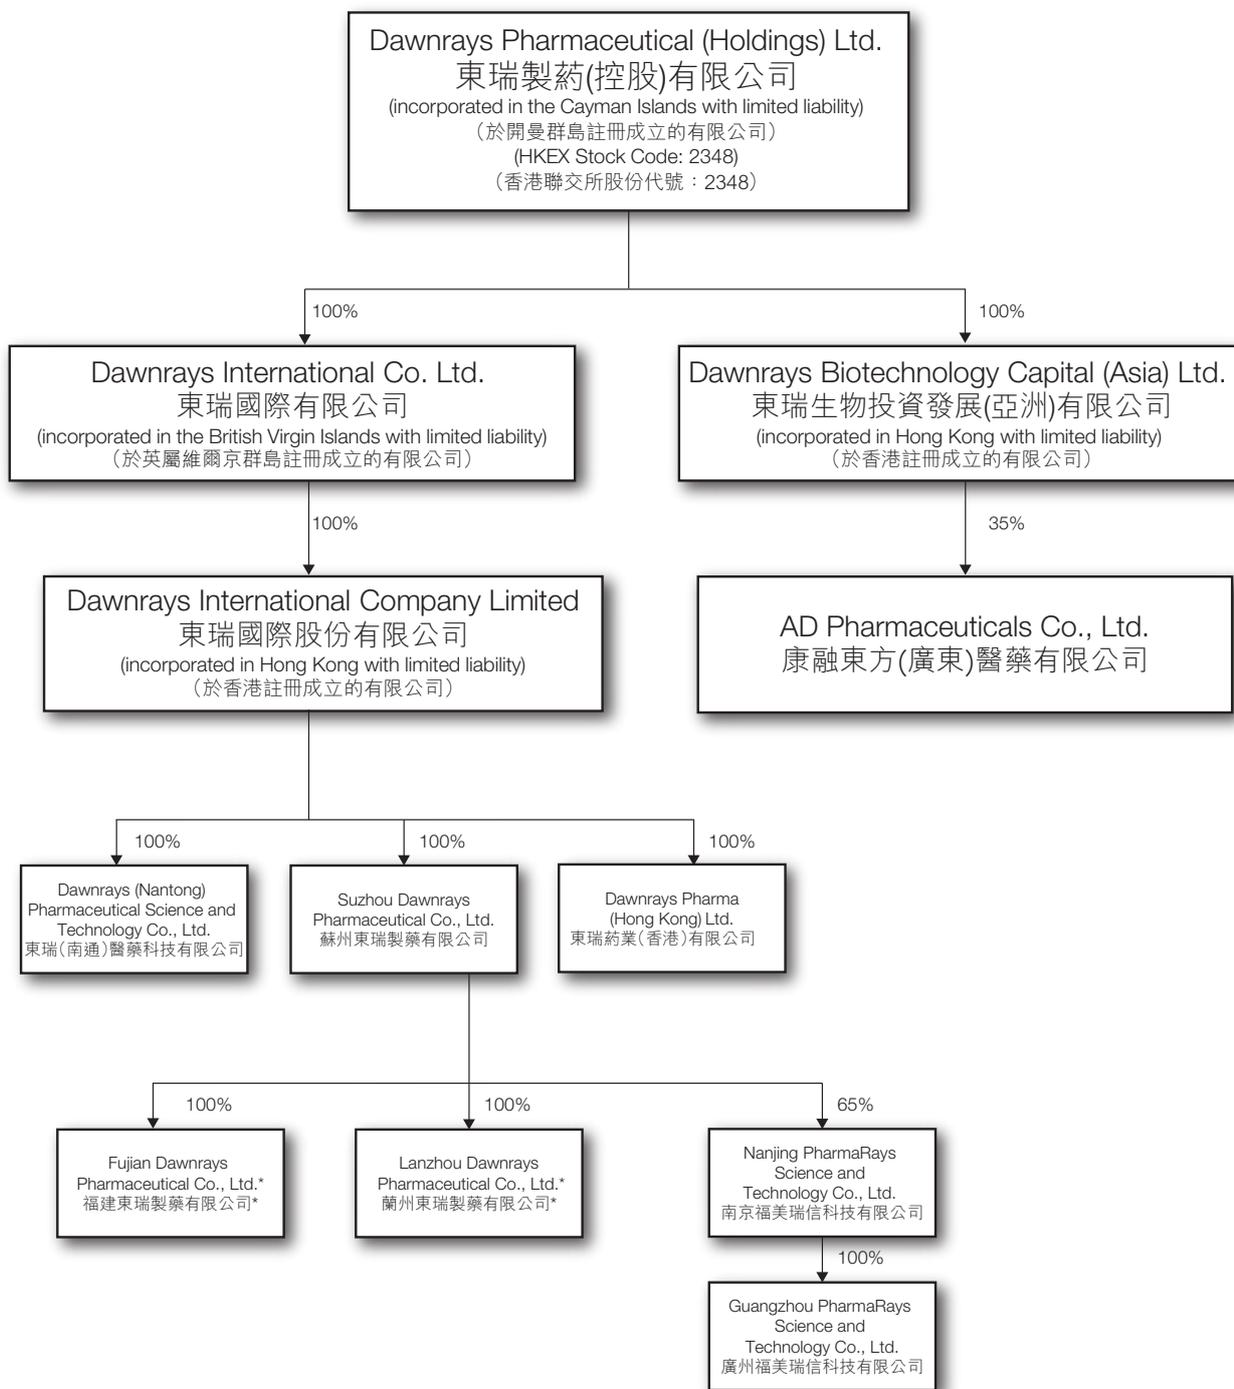 Dawnrays Pharmaceutical (Holdings) Ltd.
東瑞製葯(控股)有限公司
(incorporated in the Cayman Islands with limited liability)
（於開曼群島註冊成立的有限公司）
(HKEX Stock Code: 2348)
（香港聯交所股份代號：2348）
100%
100%
Dawnrays International Co. Ltd.
東瑞國際有限公司
(incorporated in the British Virgin Islands with limited liability)
（於英屬維爾京群島註冊成立的有限公司）
Dawnrays Biotechnology Capital (Asia) Ltd.
東瑞生物投資發展(亞洲)有限公司
(incorporated in Hong Kong with limited liability)
（於香港註冊成立的有限公司）
100%
35%
Dawnrays International Company Limited
東瑞國際股份有限公司
(incorporated in Hong Kong with limited liability)
（於香港註冊成立的有限公司）
AD Pharmaceuticals Co., Ltd.
康融東方(廣東)醫藥有限公司
100%
100%
100%
Dawnrays (Nantong)
Pharmaceutical Science and
Technology Co., Ltd.
東瑞（南通）醫藥科技有限公司
Suzhou Dawnrays
Pharmaceutical Co., Ltd.
蘇州東瑞製藥有限公司
Dawnrays Pharma
(Hong Kong) Ltd.
東瑞葯業（香港）有限公司
100%
100%
65%
Fujian Dawnrays
Pharmaceutical Co., Ltd.*
福建東瑞製藥有限公司*
Lanzhou Dawnrays
Pharmaceutical Co., Ltd.*
蘭州東瑞製藥有限公司*
Nanjing PharmaRays
Science and
Technology Co., Ltd.
南京福美瑞信科技有限公司
100%
Guangzhou PharmaRays
Science and
Technology Co., Ltd.
廣州福美瑞信科技有限公司